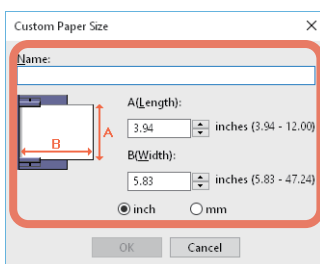 Custom Paper Size
Name:
A(Length):
3.94 inches (3.94 - 12.00)
A
B
B(Width):
5.83 inches (5.83 - 47.24)
inch mm
OK Cancel